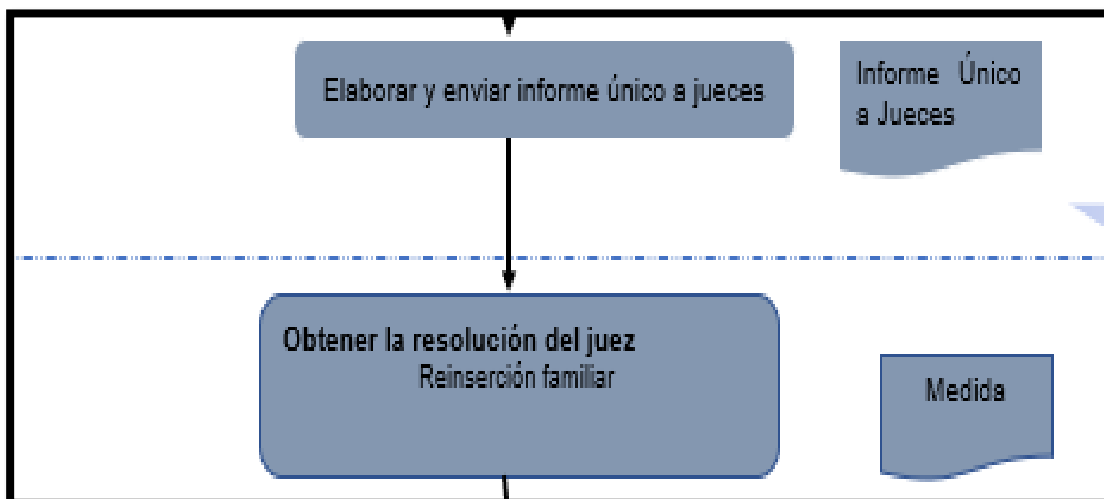 Elaborar y enviar informe único a jueces
Informe Único
a Jueces
Obtener la resolución del juez
Reinserción familiar
Medida